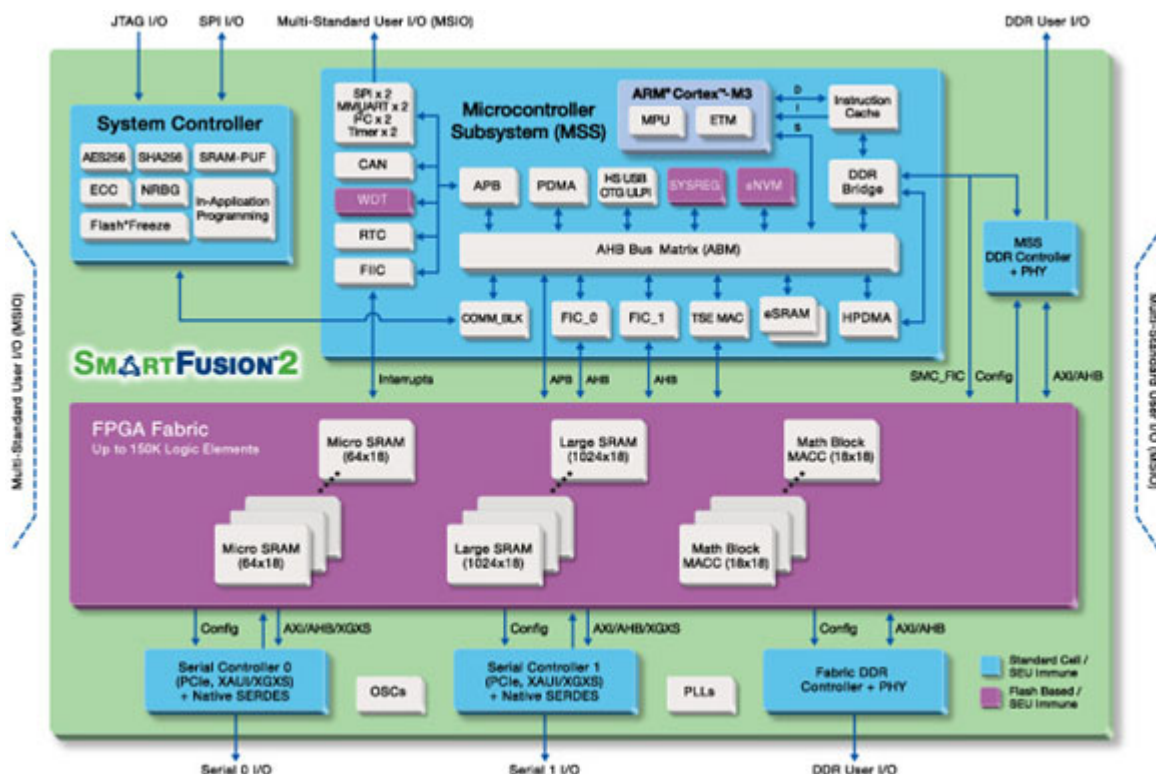 JTAG I/O
SPI I/O
Multi-Standard User I/O (MSIO)
DDR User I/O
System Controller
AES256
SHA256
SRAM-PUF
ECC
NRBG
In-Application
Programming
Flash*Freeze
SPI x 2
MMUART x 2
I²C x 2
Timer x 2
CAN
WDT
RTC
FIIC
Microcontroller
Subsystem (MSS)
ARM® Cortex™-M3
MPU
ETM
D
I
S
Instruction
Cache
DDR
Bridge
APB
PDMA
HS USB
OTG ULPI
SYSREG
eNVM
AHB Bus Matrix (ABM)
COMM_BLK
FIC_0
FIC_1
TSE MAC
eSRAM
HPDMA
MSS
DDR Controller
+ PHY
Multi-Standard User I/O (MSIO)
Multi-Standard User I/O (MSIO)
SMARTFUSION™2
Interrupts
APB
AHB
AHB
SMC_FIC
Config
AXI/AHB
FPGA Fabric
Up to 150K Logic Elements
Micro SRAM
(64x18)
Large SRAM
(1024x18)
Math Block
MACC (18x18)
Micro SRAM
(64x18)
Large SRAM
(1024x18)
Math Block
MACC (18x18)
Config
AXI/AHB/XGXS
Config
AXI/AHB/XGXS
Config
AXI/AHB
Serial Controller 0
(PCIe, XAUI/XGXS)
+ Native SERDES
OSCs
Serial Controller 1
(PCIe, XAUI/XGXS)
+ Native SERDES
PLLs
Fabric DDR
Controller + PHY
Standard Cell /
SEU Immune
Flash Based /
SEU Immune
Serial 0 I/O
Serial 1 I/O
DDR User I/O